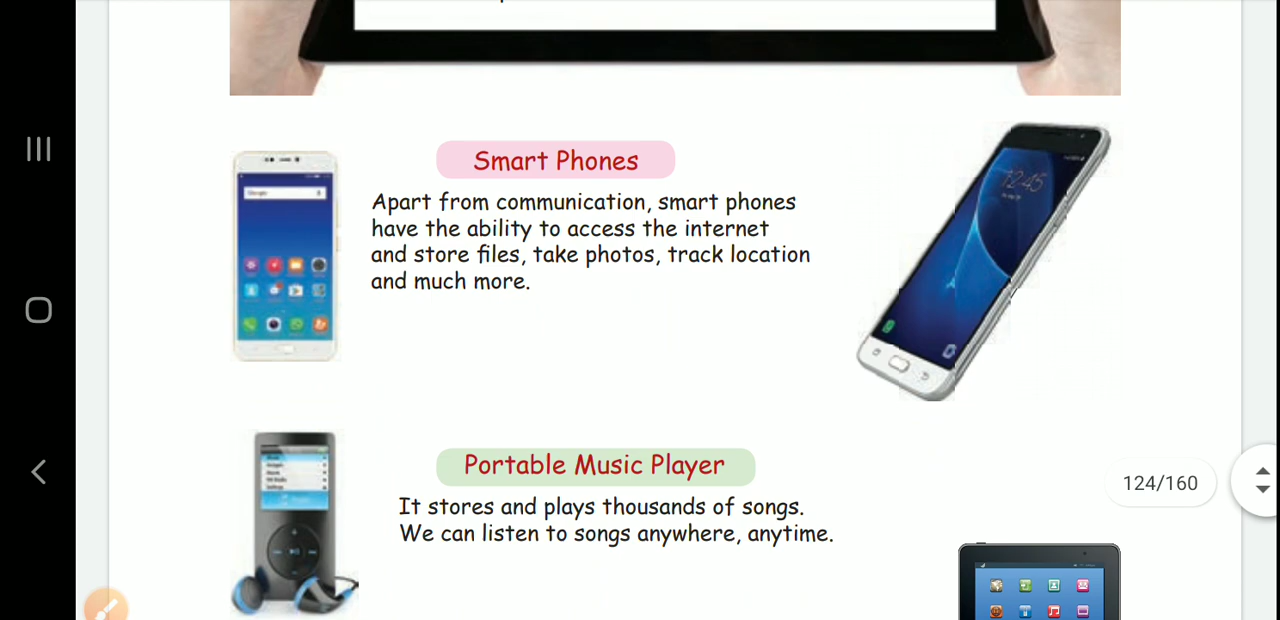 Smart Phones
Apart from communication, smart phones
have the ability to access the internet
and store files, take photos, track location
and much more.
12:45
Portable Music Player
It stores and plays thousands of songs.
We can listen to songs anywhere, anytime.
124/160